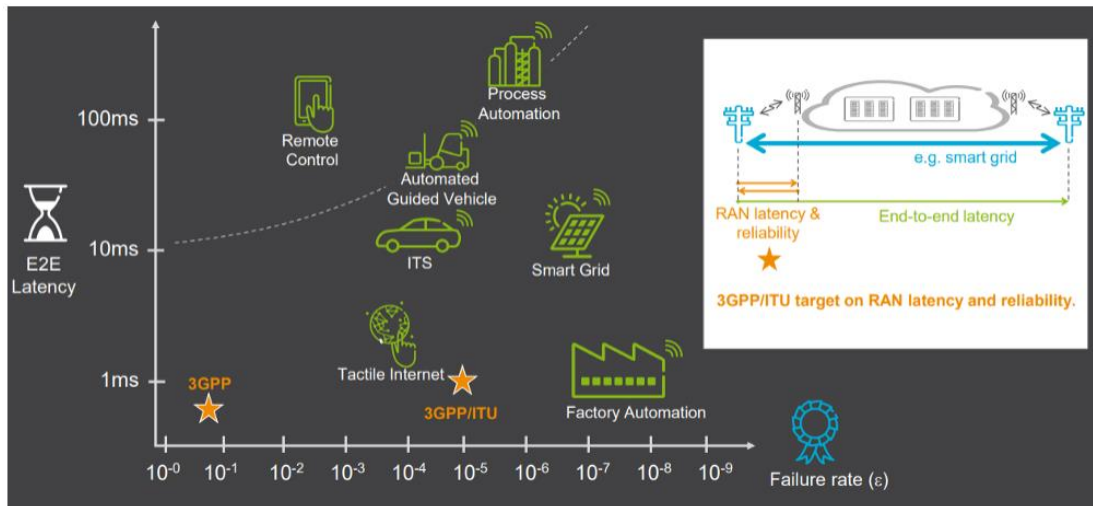 100ms
10ms
1ms
E2E
Latency
Remote
Control
Process
Automation
Automated
Guided Vehicle
ITS
Smart Grid
Tactile Internet
3GPP
3GPP/ITU
Factory Automation
10-0
10-1
10-2
10-3
10-4
10-5
10-6
10-7
10-8
10-9
Failure rate (ε)
e.g. smart grid
RAN latency &
reliability
End-to-end latency
3GPP/ITU target on RAN latency and reliability.